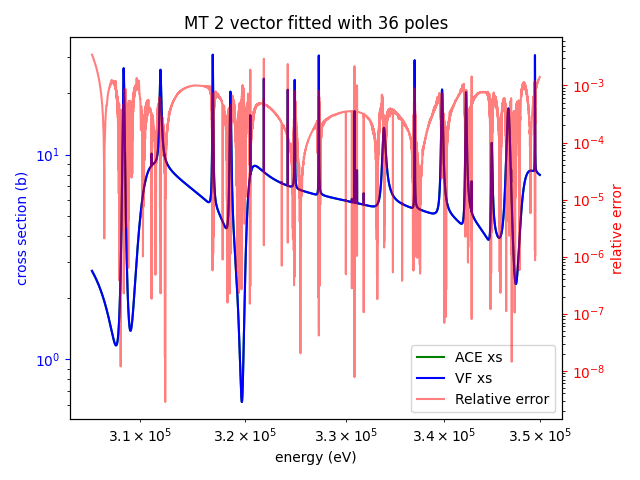 MT 2 vector fitted with 36 poles
cross section (b)
10¹
10⁰
10⁻³
10⁻⁴
10⁻⁵
10⁻⁶
10⁻⁷
10⁻⁸
relative error
ACE xs
VF xs
Relative error
3.1 × 10⁵ 3.2 × 10⁵ 3.3 × 10⁵ 3.4 × 10⁵ 3.5 × 10⁵
energy (eV)